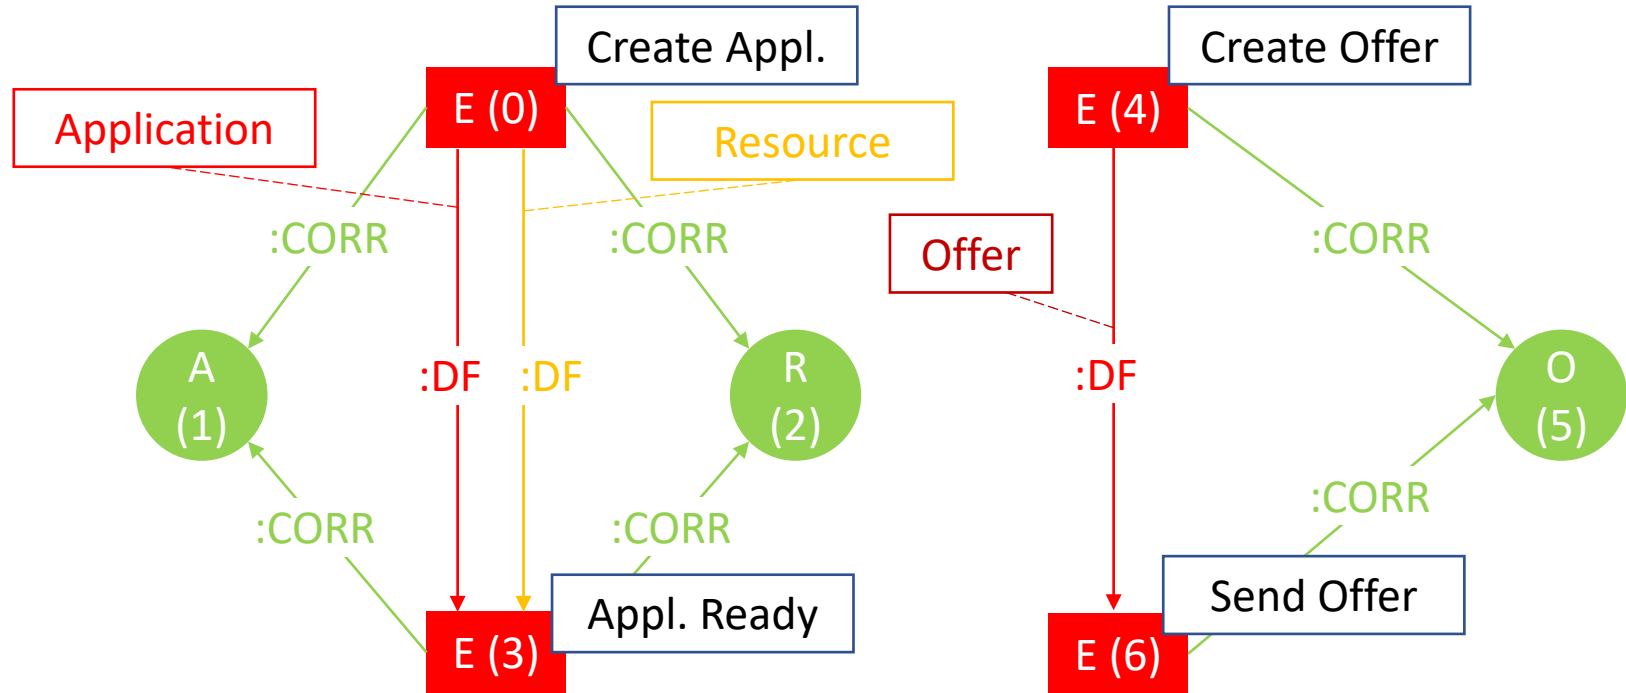 Create Appl.
Create Offer
E (0)
E (4)
Application
Resource
:CORR
:CORR
Offer
:CORR
A
(1)
:DF
:DF
R
(2)
:DF
O
(5)
:CORR
:CORR
:CORR
Appl. Ready
Send Offer
E (3)
E (6)